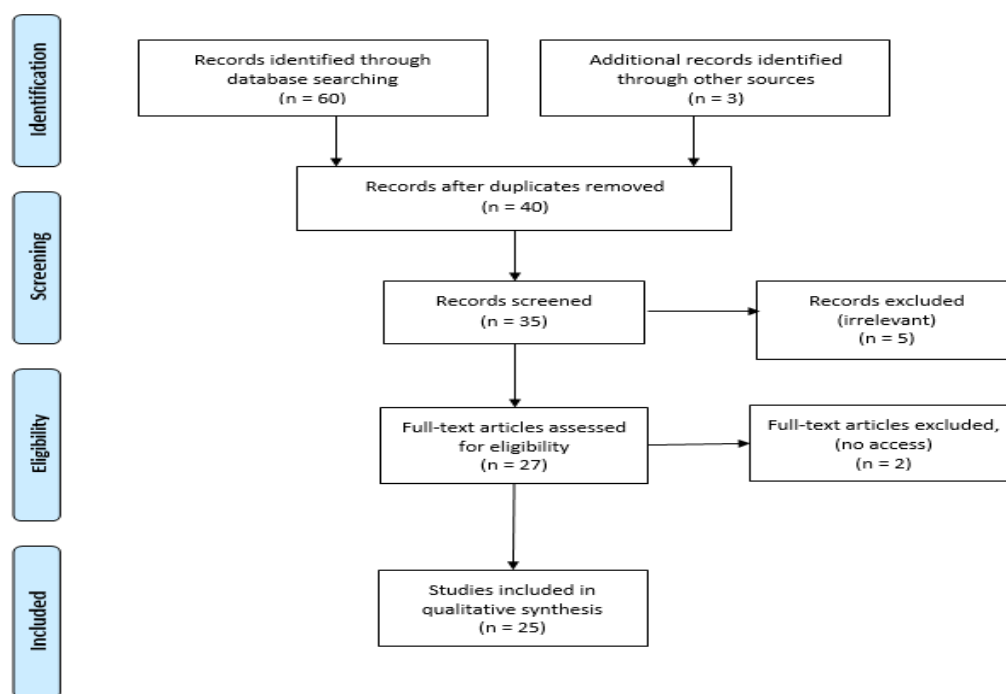 Identification
Records identified through
database searching
(n = 60)
Additional records identified
through other sources
(n = 3)
Records after duplicates removed
(n = 40)
Screening
Records screened
(n = 35)
Records excluded
(irrelevant)
(n = 5)
Eligibility
Full-text articles assessed
for eligibility
(n = 27)
Full-text articles excluded,
(no access)
(n = 2)
Included
Studies included in
qualitative synthesis
(n = 25)